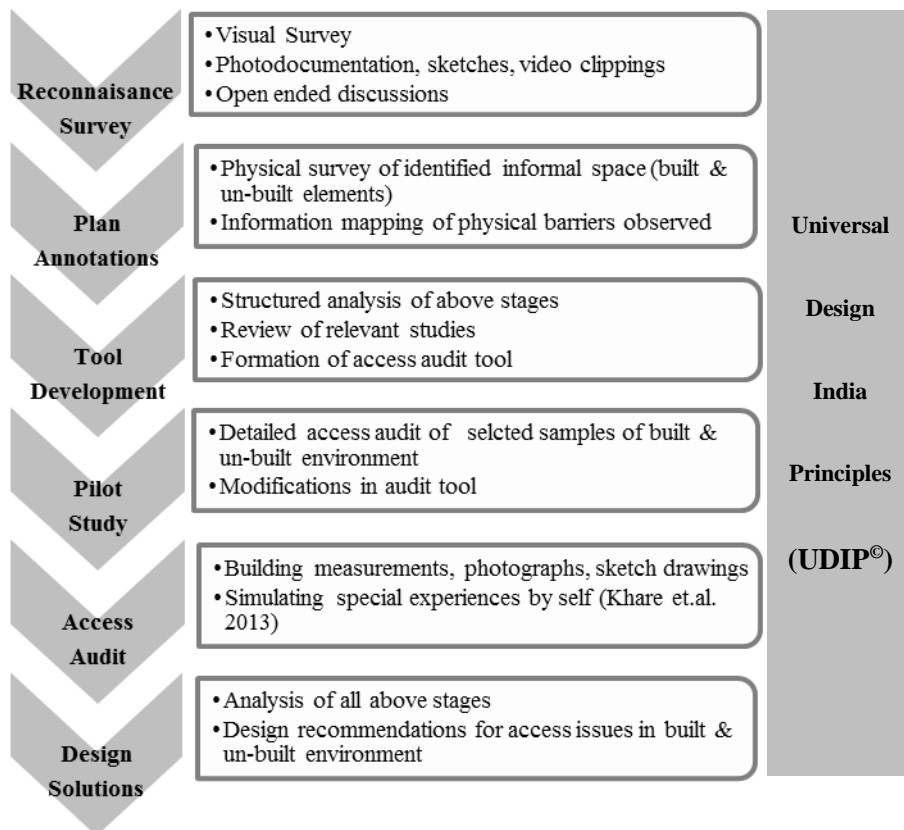 Reconnaisance
Survey
• Visual Survey
• Photodocumentation, sketches, video clippings
• Open ended discussions
Plan
Annotations
• Physical survey of identified informal space (built &
un-built elements)
• Information mapping of physical barriers observed
Tool
Development
• Structured analysis of above stages
• Review of relevant studies
• Formation of access audit tool
Pilot
Study
• Detailed access audit of selcted samples of built &
un-built environment
• Modifications in audit tool
Access
Audit
• Building measurements, photographs, sketch drawings
• Simulating special experiences by self (Khare et.al.
2013)
Design
Solutions
• Analysis of all above stages
• Design recommendations for access issues in built &
un-built environment
Universal
Design
India
Principles
(UDIP©)